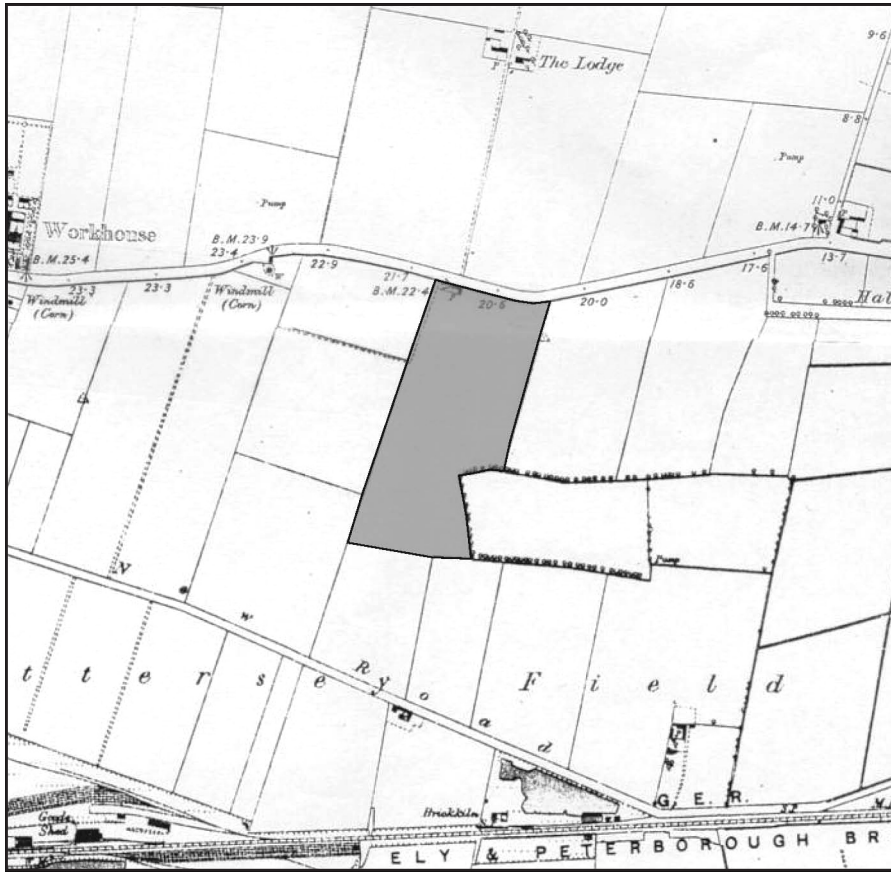 9·6
The Lodge
P
8·8
Pump
Pump
11·0
Workhouse
B.M.23·9
B.M.14·7
23·4
13·7
B.M.25·4
22·9
17·6
21·7
18·6
23·3
23·3
B.M.22·4
20·6
20·0
Windmill
(Corn)
Windmill
(Corn)
Hal
Pump
N
W
R
y
o
a
d
t t e r s e y F i e l d
G. E. R.
Goods
Shed
Brickkiln
S.P.
ELY & PETERBOROUGH BR